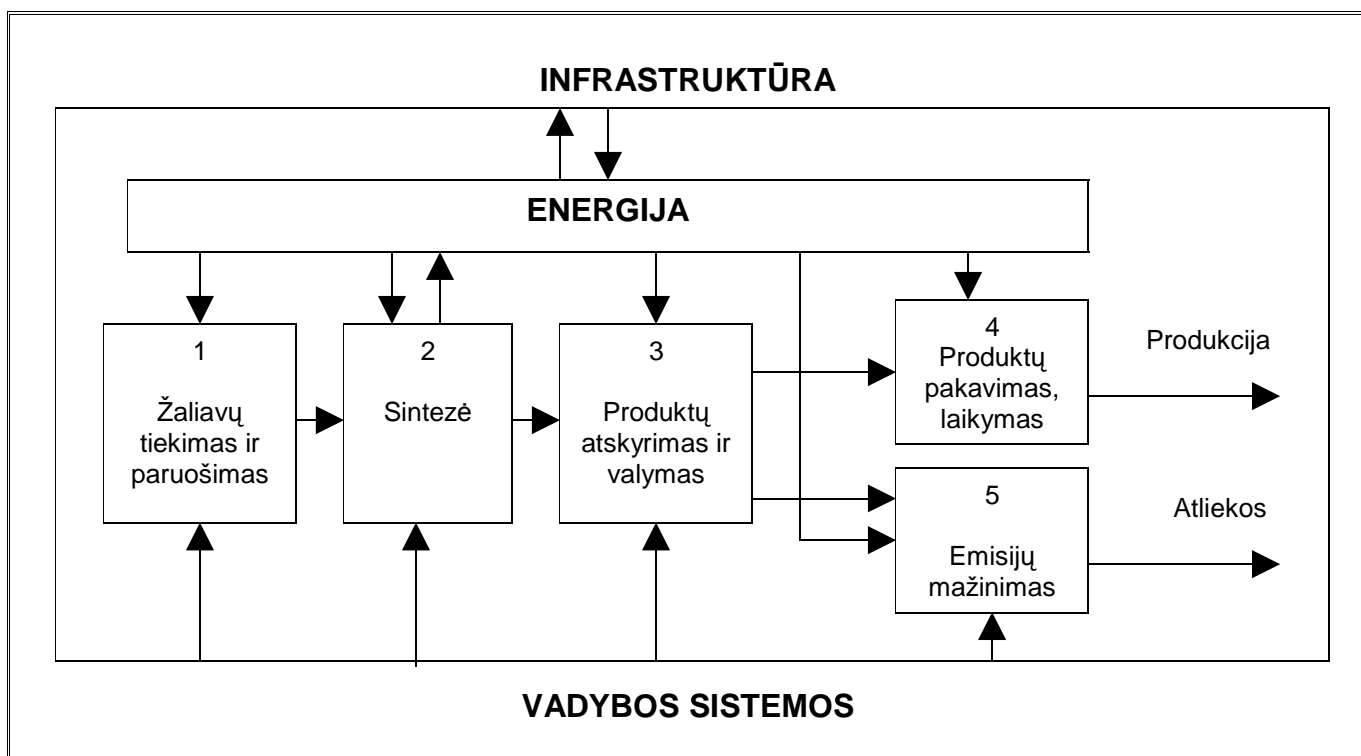 INFRASTRUKTŪRA
ENERGIJA
1
Žaliavų
tiekimas ir
paruošimas
2
Sintezė
3
Produktų
atskyrimas ir
valymas
4
Produktų
pakavimas,
laikymas
Produkcija
5
Emisijų
mažinimas
Atliekos
VADYBOS SISTEMOS